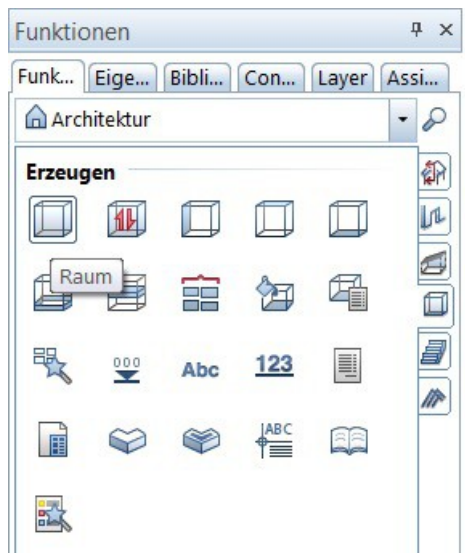 Funktionen
Funk... Eige... Bibli... Con... Layer Assi...
Architektur
Erzeugen
Raum
000
Abc 123
ABC